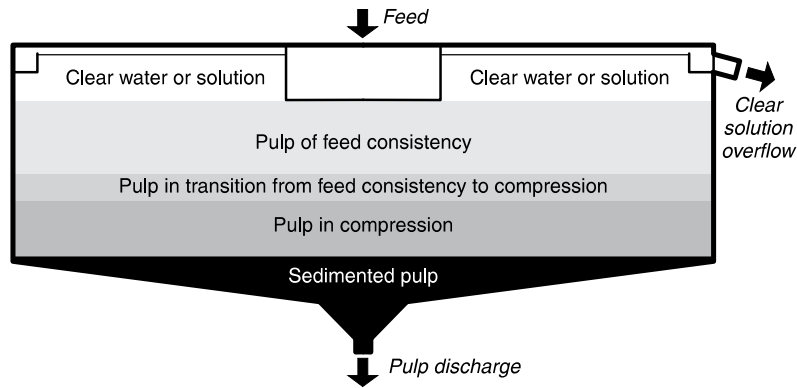 Feed
Clear water or solution
Clear water or solution
Clear
solution
overflow
Pulp of feed consistency
Pulp in transition from feed consistency to compression
Pulp in compression
Sedimented pulp
Pulp discharge